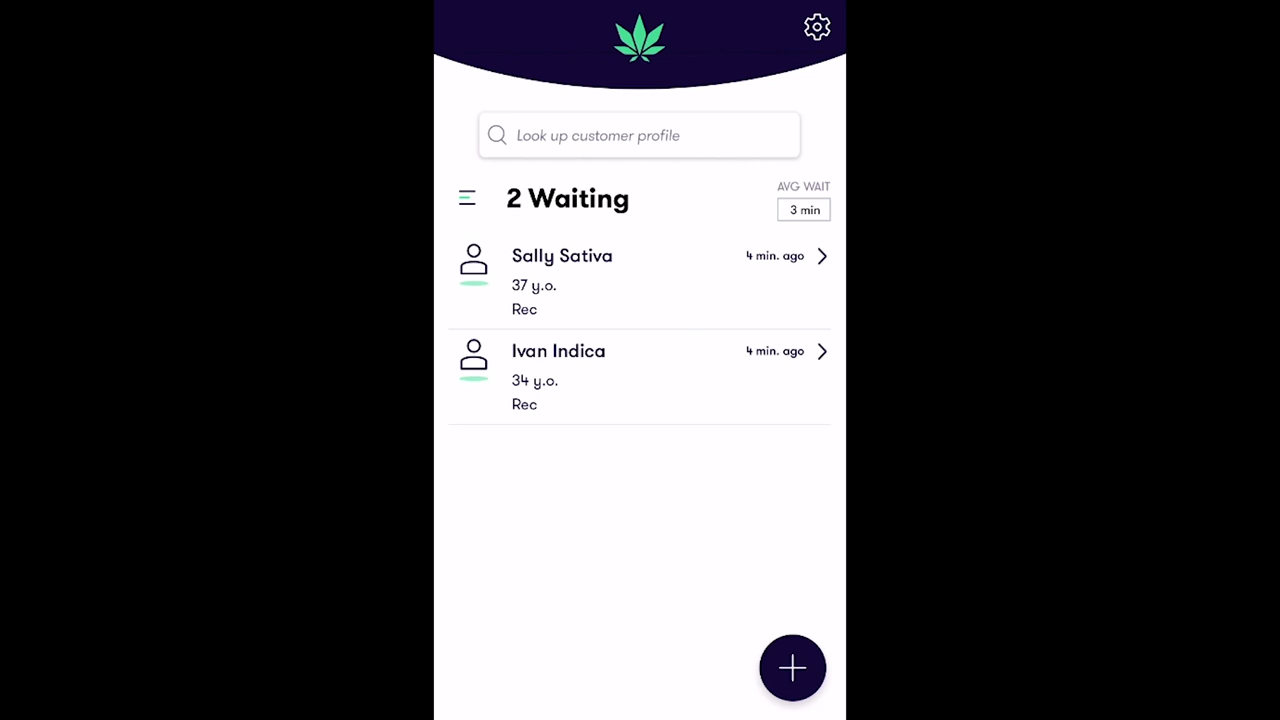 Look up customer profile
2 Waiting
AVG WAIT
3 min
Sally Sativa
4 min. ago
37 y.o.
Rec
Ivan Indica
4 min. ago
34 y.o.
Rec